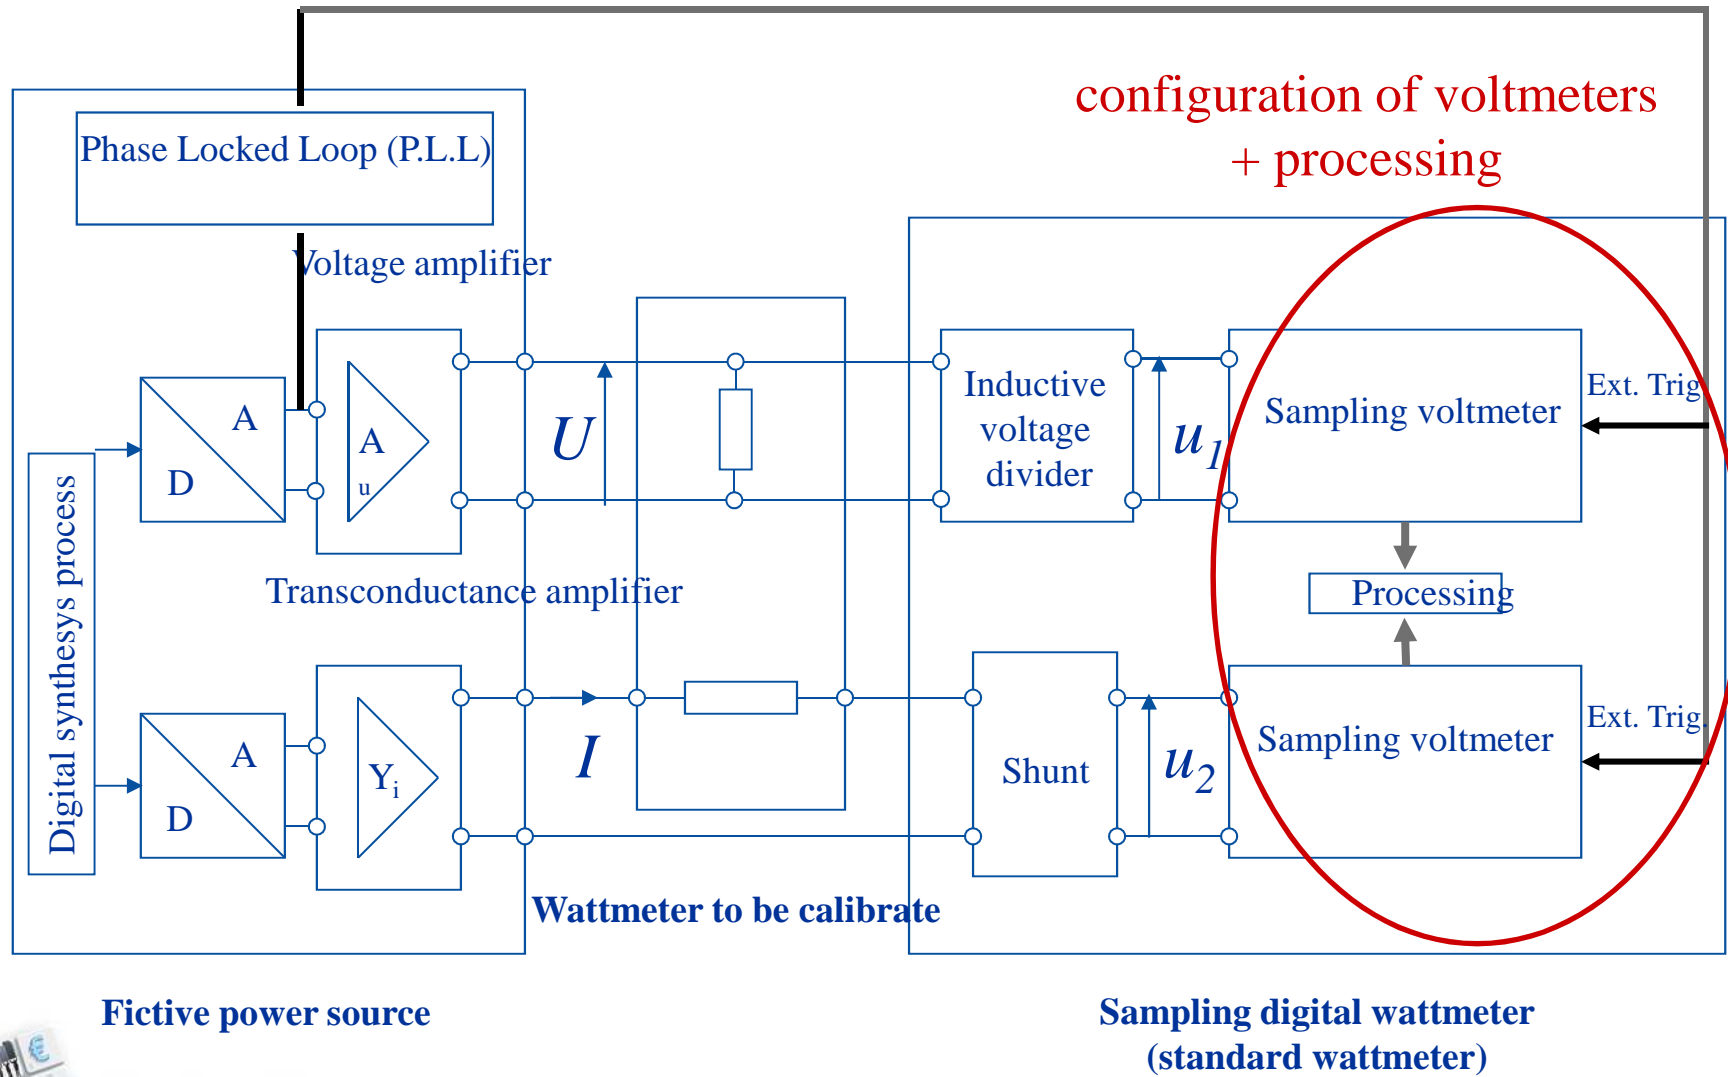 configuration of voltmeters
+ processing
Phase Locked Loop (P.L.L)
Voltage amplifier
A
D
A
u
U
Inductive
voltage
divider
u1
Sampling voltmeter
Ext. Trig.
Digital synthesys process
Processing
Transconductance amplifier
A
D
Yi
I
Shunt
u2
Sampling voltmeter
Ext. Trig.
Wattmeter to be calibrate
Fictive power source
Sampling digital wattmeter
(standard wattmeter)
€